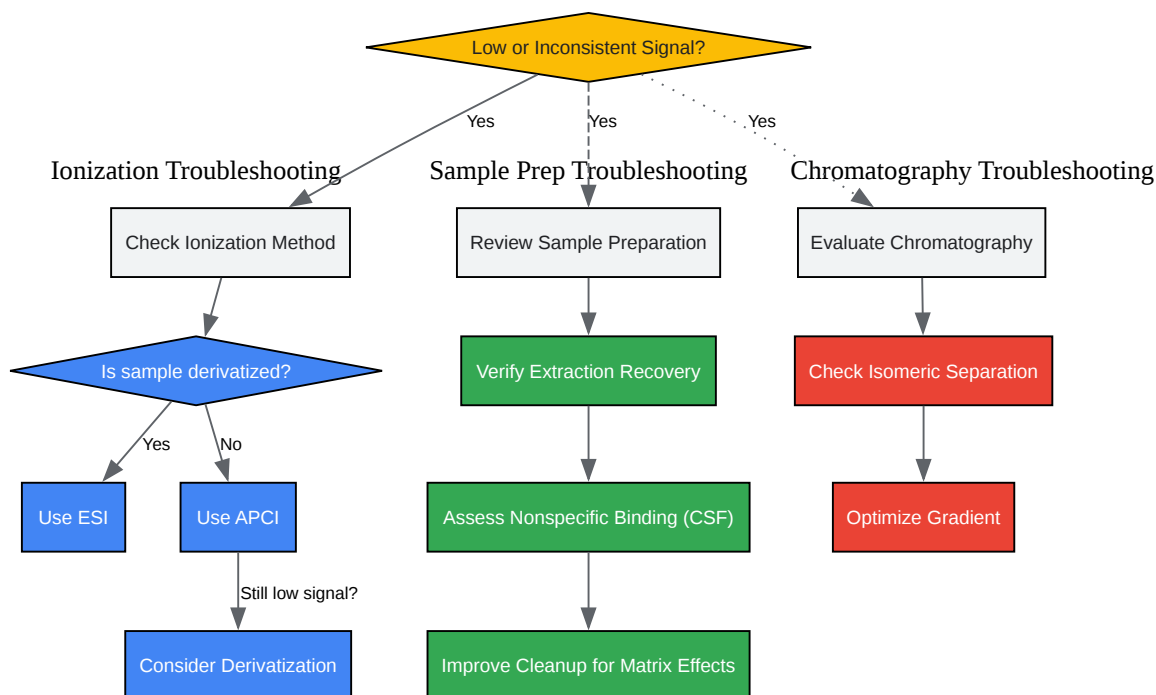 Low or Inconsistent Signal?
Yes
Yes
Yes
Ionization Troubleshooting
Sample Prep Troubleshooting
Chromatography Troubleshooting
Check Ionization Method
Review Sample Preparation
Evaluate Chromatography
Is sample derivatized?
Verify Extraction Recovery
Check Isomeric Separation
Yes
No
Use ESI
Use APCI
Assess Nonspecific Binding (CSF)
Optimize Gradient
Still low signal?
Consider Derivatization
Improve Cleanup for Matrix Effects